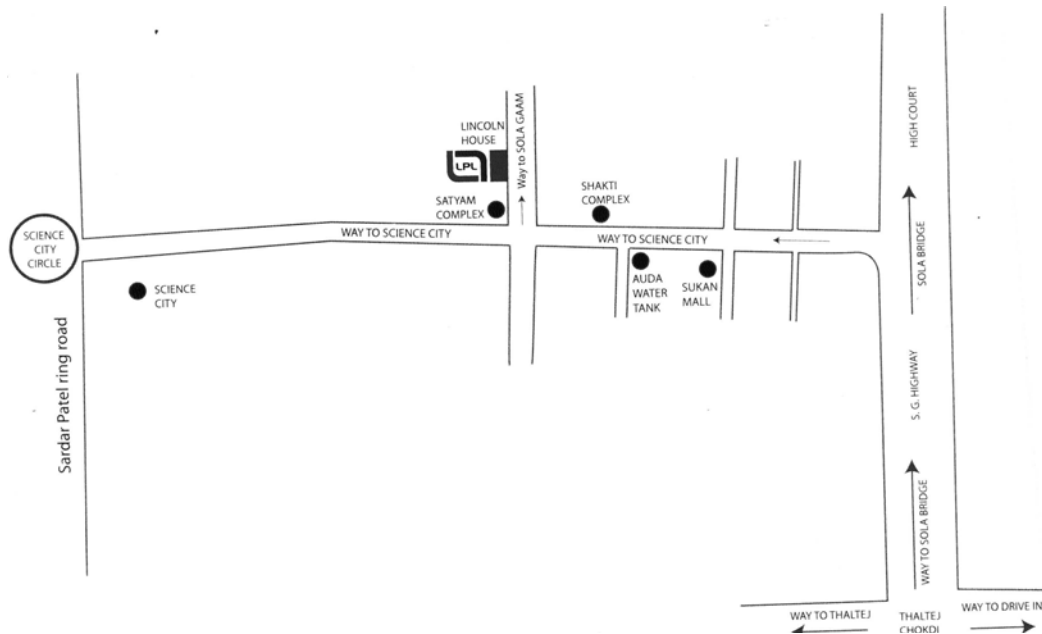 HIGH COURT
LINCOLN
HOUSE
LPL
Way to SOLA GAAM
SATYAM
COMPLEX
SHAKTI
COMPLEX
SCIENCE
CITY
CIRCLE
WAY TO SCIENCE CITY
WAY TO SCIENCE CITY
SOLA BRIDGE
SCIENCE
CITY
AUDA
WATER
TANK
SUKAN
MALL
Sardar Patel ring road
S. G. HIGHWAY
WAY TO SOLA BRIDGE
WAY TO THALTEJ
THALTEJ
CHOKDI
WAY TO DRIVE IN